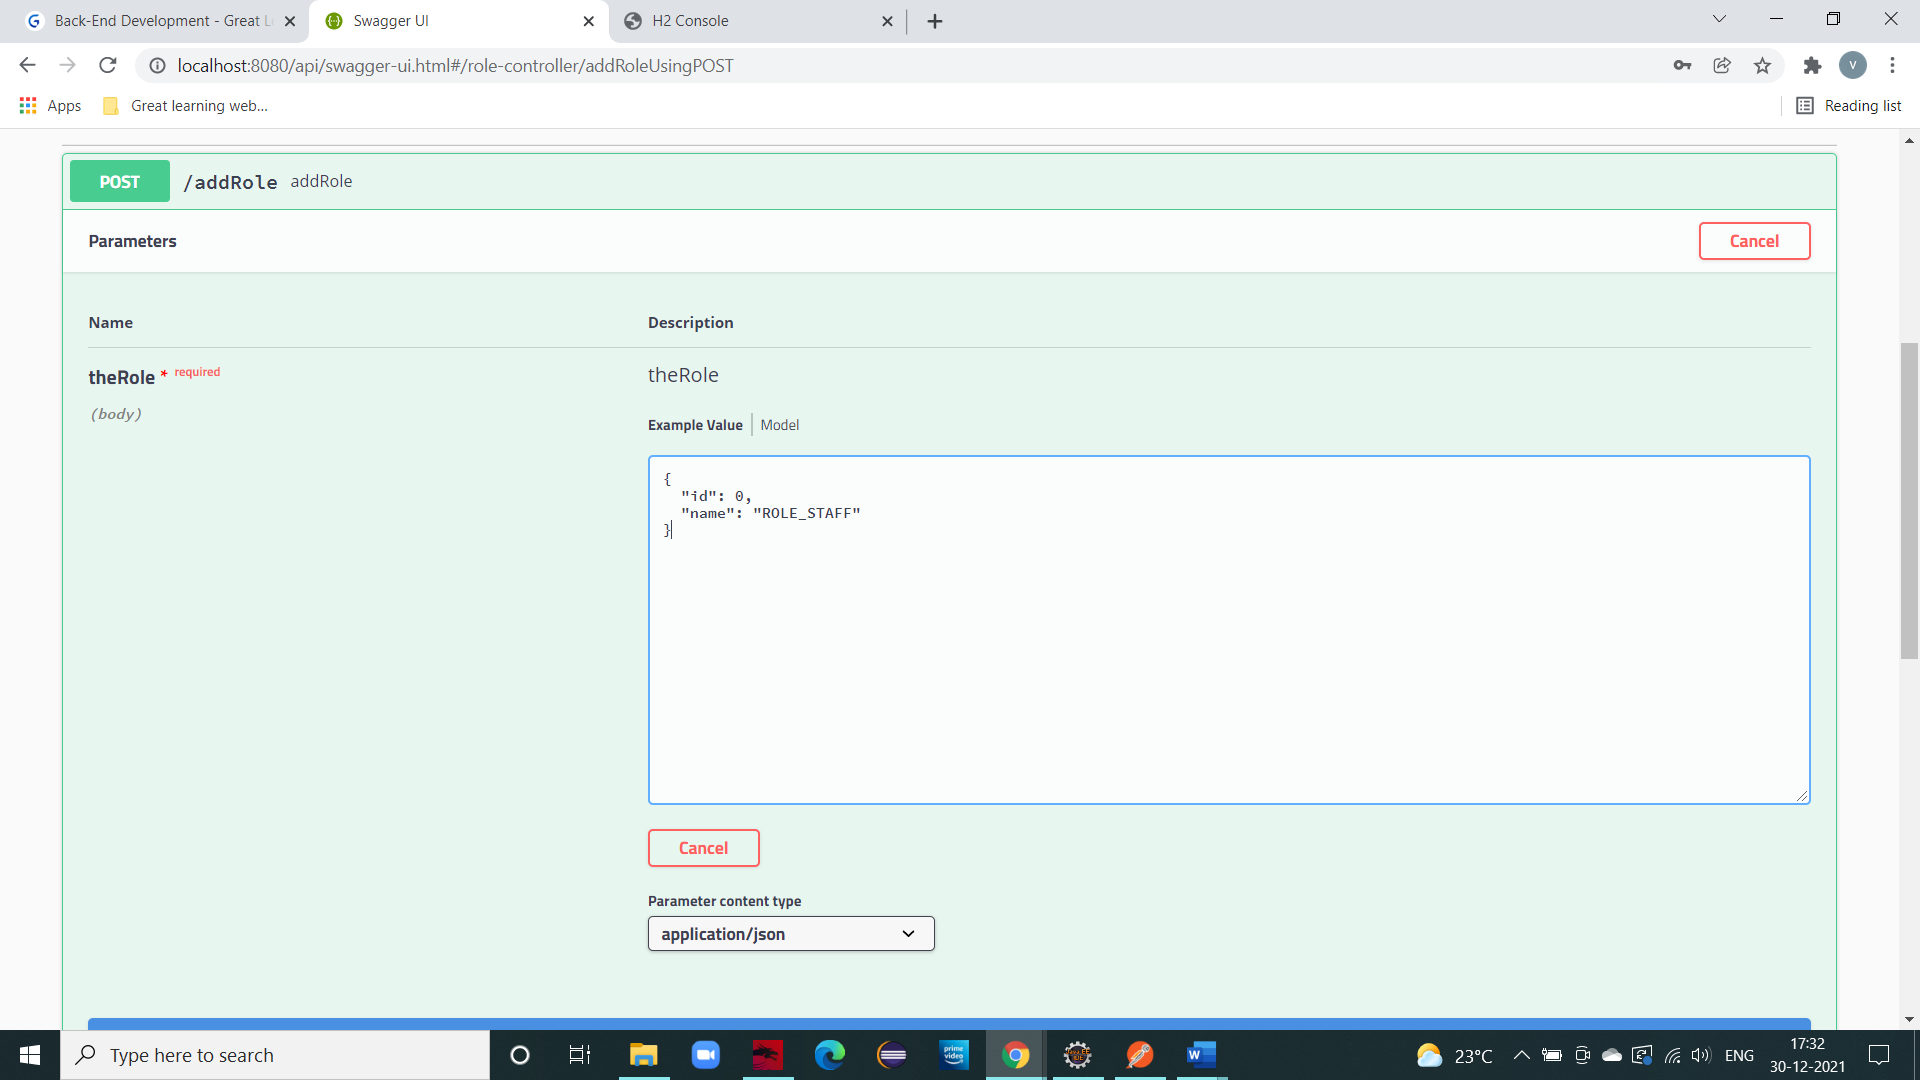 Back-End Development - Great Le
Swagger UI
H2 Console
localhost:8080/api/swagger-ui.html#/role-controller/addRoleUsingPOST
V
Apps
Great learning web...
Reading list
POST
/addRole
addRole
Parameters
Cancel
Name
Description
theRole * required
theRole
(body)
Example Value
Model
{
"id": 0,
"name": "ROLE_STAFF"
}
Cancel
Parameter content type
application/json
Type here to search
prime video
W
23°C
ENG
17:32
30-12-2021